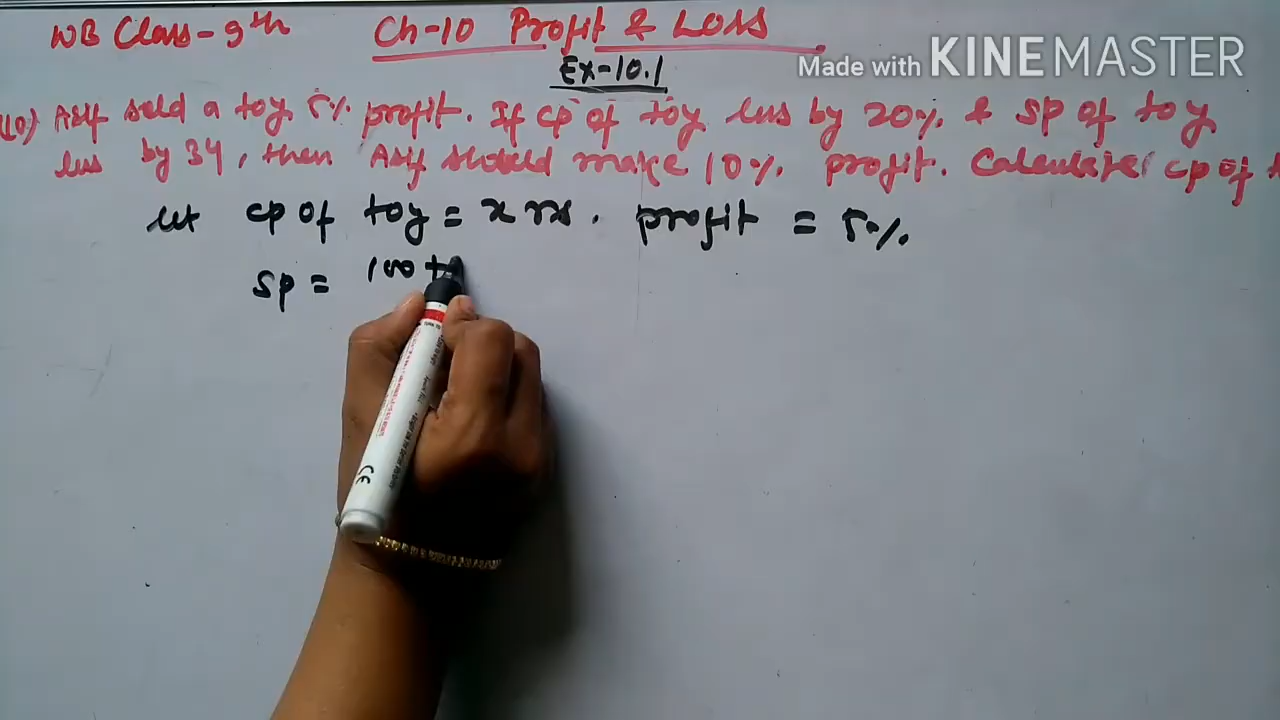 WB Class-9th Ch-10 Profit & Loss
Made with KINEMASTER
Ex-10.1
(10) Asif sold a toy 5% profit. If cp of toy less by 20% & sp of toy
less by 34, then Asif should make 10% profit. Calculate cp of
let cp of toy = x rs. profit = 5%
sp = 100 +
CE